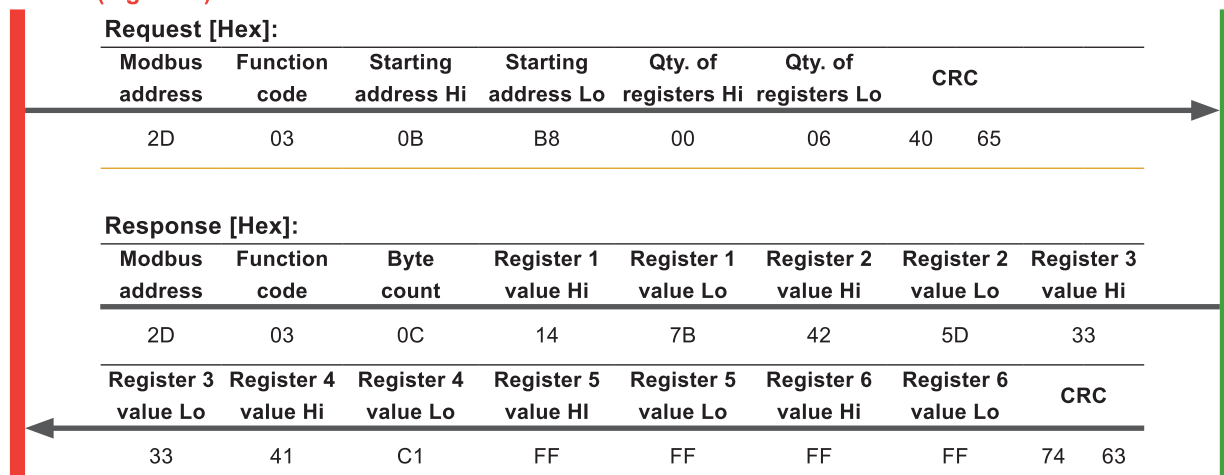 Request [Hex]:
Modbus Function Starting Starting Qty. of Qty. of CRC
address code address Hi address Lo registers Hi registers Lo
2D 03 0B B8 00 06 40 65
Response [Hex]:
Modbus Function Byte Register 1 Register 1 Register 2 Register 2 Register 3
address code count value Hi value Lo value Hi value Lo value Hi
2D 03 0C 14 7B 42 5D 33
Register 3 Register 4 Register 4 Register 5 Register 5 Register 6 Register 6 CRC
value Lo value Hi value Lo value HI value Lo value Hi value Lo
33 41 C1 FF FF FF FF 74 63